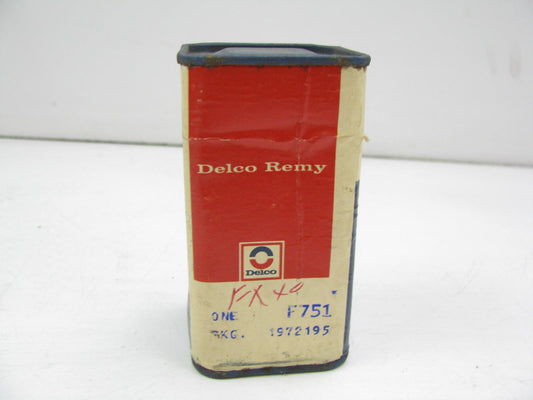 Delco Remy
Delco
ONE F751
PKG. 1972195